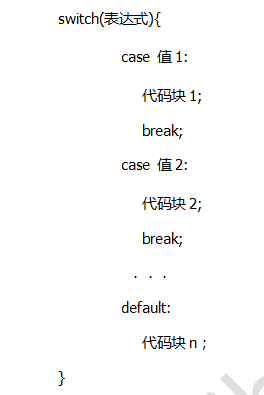 switch(表达式){
case 值1:
代码块1;
break;
case 值2:
代码块2;
break;
. . .
default:
代码块n；
}